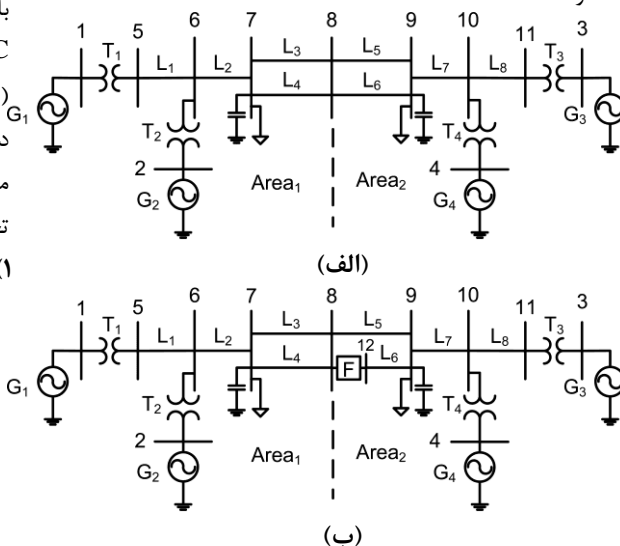 1 5 6 7 8 9 10 11 3
T1 L1 L2 L3 L5 L7 L8 T3
L4 L6
G1 G3
T2 T4
2 Area1 Area2 4
G2 G4
(الف)
1 5 6 7 8 9 10 11 3
T1 L1 L2 L3 L5 L7 L8 T3
L4 F 12 L6
G1 G3
T2 T4
2 Area1 Area2 4
G2 G4
(ب)